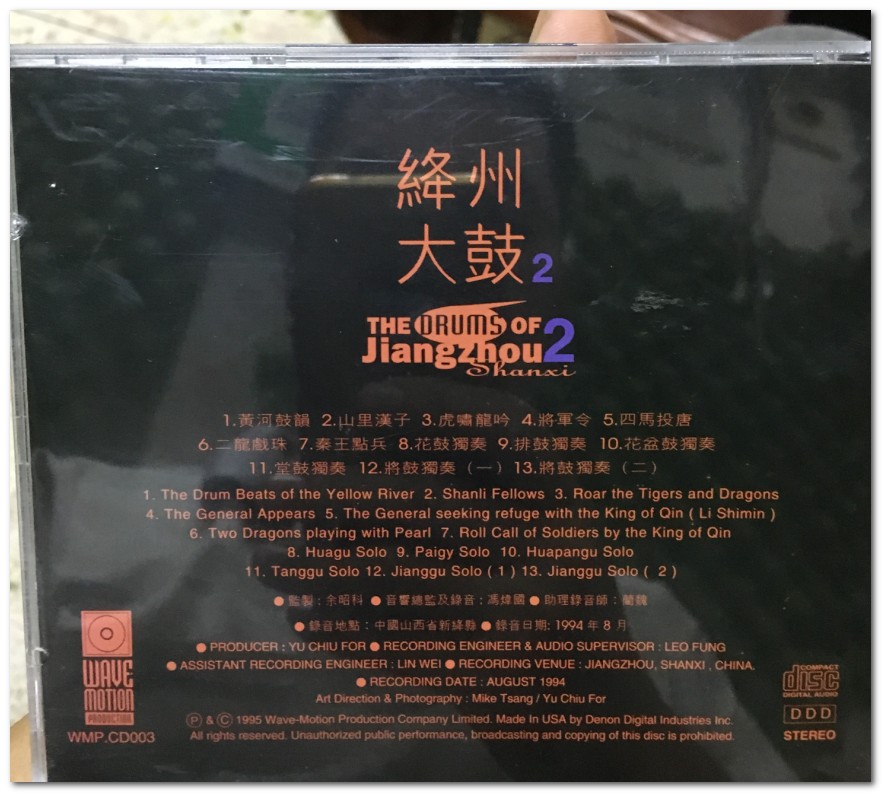 絳州
大鼓2
THE DRUMS OF
Jiangzhou2
Shanxi
1.黃河鼓韻 2.山里漢子 3.虎嘯龍吟 4.將軍令 5.四馬投唐
6.二龍戲珠 7.秦王點兵 8.花鼓獨奏 9.排鼓獨奏 10.花盆鼓獨奏
11.堂鼓獨奏 12.將鼓獨奏（一）13.將鼓獨奏（二）
1. The Drum Beats of the Yellow River 2. Shanli Fellows 3. Roar the Tigers and Dragons
4. The General Appears 5. The General seeking refuge with the King of Qin ( Li Shimin )
6. Two Dragons playing with Pearl 7. Roll Call of Soldiers by the King of Qin
8. Huagu Solo 9. Paigy Solo 10. Huapangu Solo
11. Tanggu Solo 12. Jianggu Solo ( 1 ) 13. Jianggu Solo ( 2 )
● 監製 : 余昭科 ● 音響總監及錄音 : 馮煒國 ● 助理錄音師 : 藺魏
● 錄音地點 : 中國山西省新絳縣 ● 錄音日期: 1994 年 8 月
● PRODUCER : YU CHIU FOR ● RECORDING ENGINEER & AUDIO SUPERVISOR : LEO FUNG
● ASSISTANT RECORDING ENGINEER : LIN WEI ● RECORDING VENUE : JIANGZHOU, SHANXI , CHINA.
● RECORDING DATE : AUGUST 1994
Art Direction & Photography : Mike Tsang / Yu Chiu For
Ⓟ & Ⓒ 1995 Wave-Motion Production Company Limited. Made In USA by Denon Digital Industries Inc.
All rights reserved. Unauthorized public performance, broadcasting and copying of this disc is prohibited.
WAVE
MOTION
PRODUCTION
WMP.CD003
COMPACT
disc
DIGITAL AUDIO
DDD
STEREO